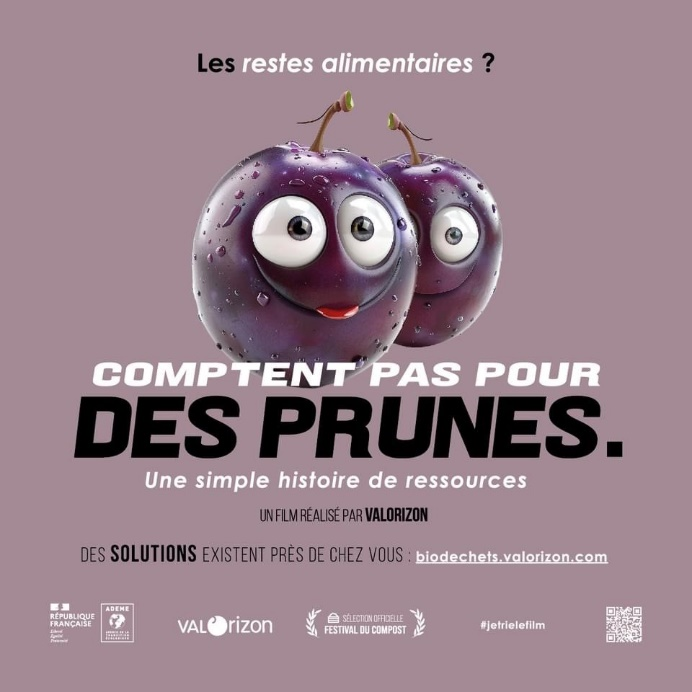 Les restes alimentaires ?
COMPTENT PAS POUR
DES PRUNES.
Une simple histoire de ressources
UN FILM RÉALISÉ PAR VALORIZON
DES SOLUTIONS EXISTENT PRÈS DE CHEZ VOUS : biodechets.valorizon.com
RÉPUBLIQUE
FRANÇAISE
Liberté
Égalité
Fraternité
ADEME
VALORIZON
SÉLECTION OFFICIELLE
FESTIVAL DU COMPOST
#jetrielefilm